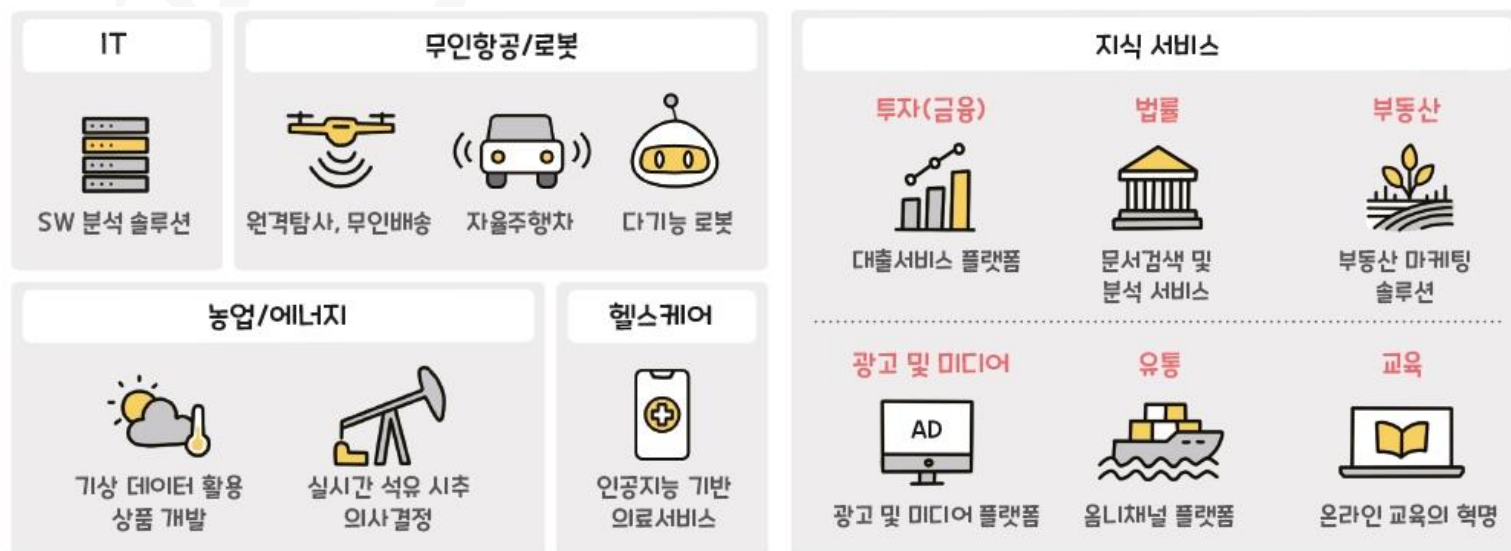 IT
SW 분석 솔루션
무인항공/로봇
원격탐사, 무인배송
자율주행차
다기능 로봇
농업/에너지
기상 데이터 활용
상품 개발
실시간 석유 시추
의사결정
헬스케어
인공지능 기반
의료서비스
지식 서비스
투자(금융)
대출서비스 플랫폼
법률
문서검색 및
분석 서비스
부동산
부동산 마케팅
솔루션
광고 및 미디어
AD
광고 및 미디어 플랫폼
유통
옴니채널 플랫폼
교육
온라인 교육의 혁명